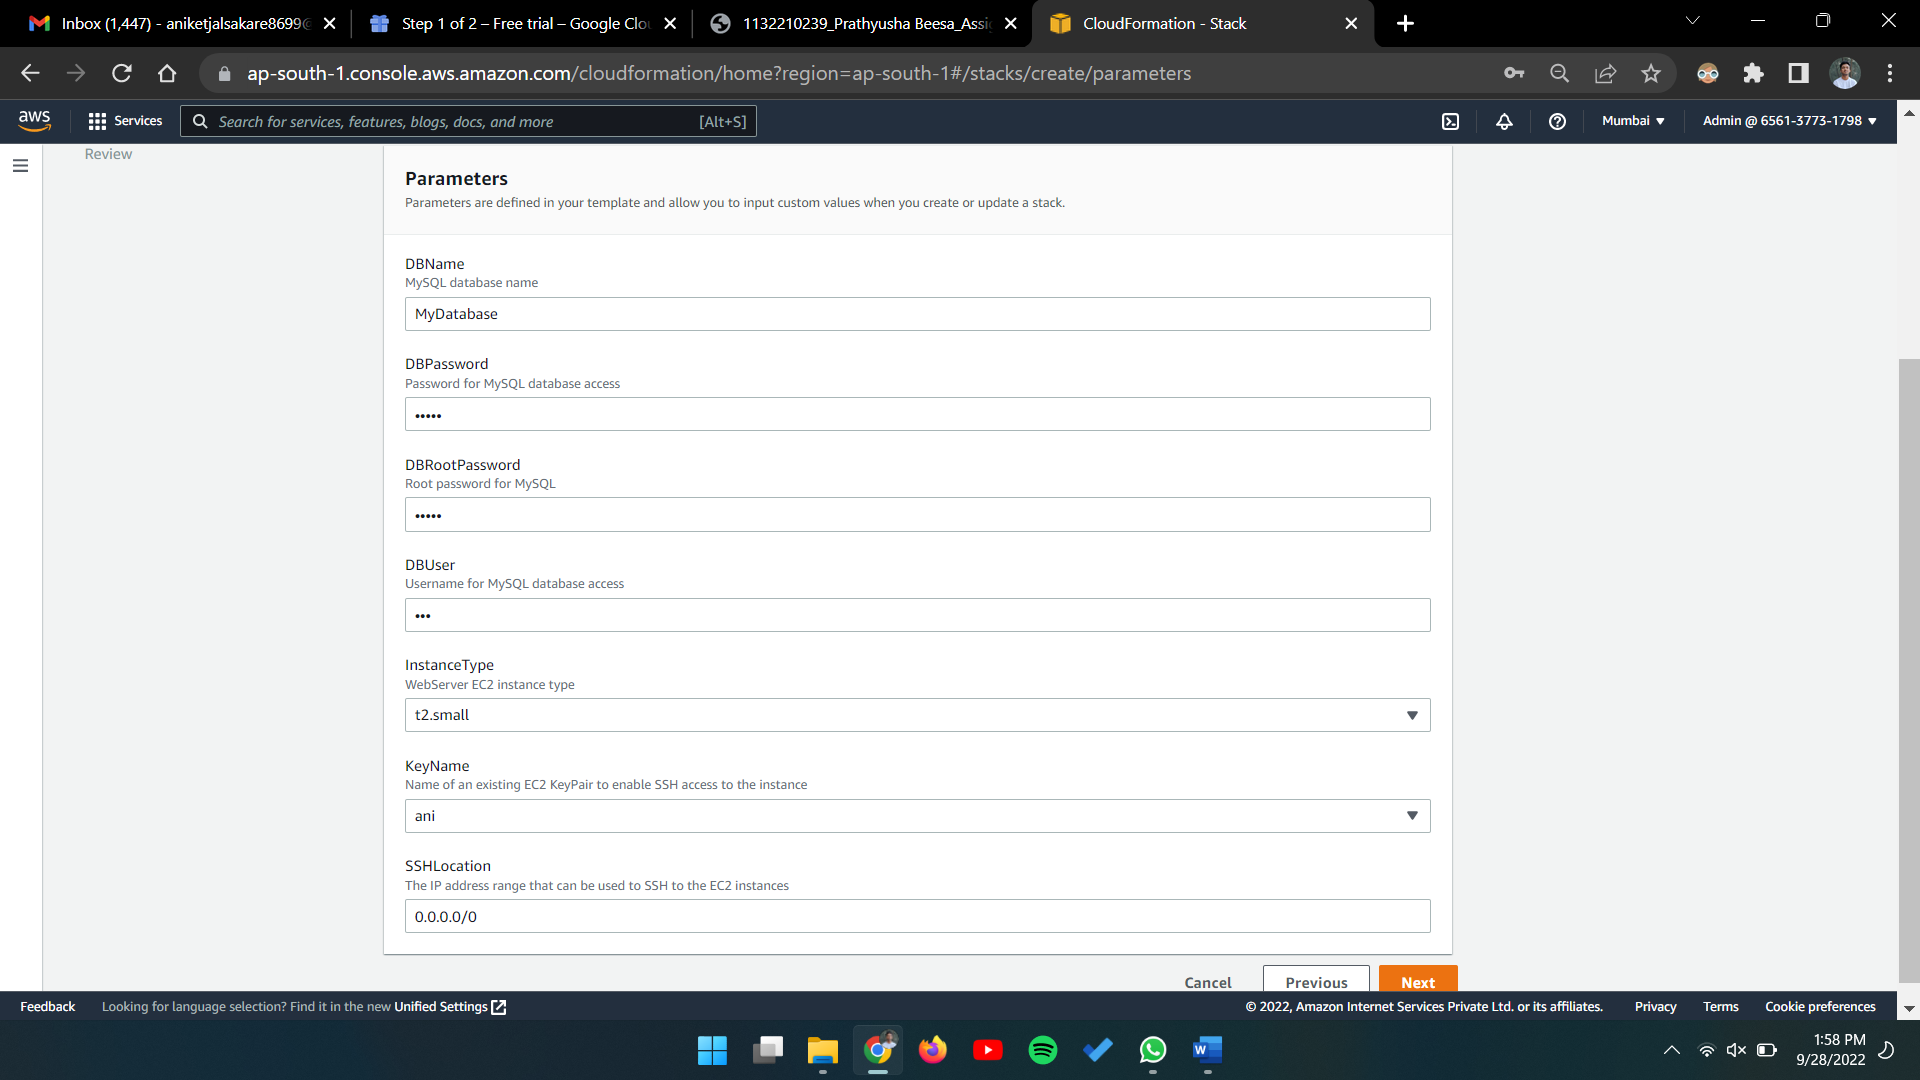 Inbox (1,447) - aniketjalsakare8699@
Step 1 of 2 – Free trial – Google Clo
1132210239_Prathyusha Beesa_Assi
CloudFormation - Stack
ap-south-1.console.aws.amazon.com/cloudformation/home?region=ap-south-1#/stacks/create/parameters
aws
Services
Search for services, features, blogs, docs, and more
[Alt+S]
Mumbai
Admin @ 6561-3773-1798
Review
Parameters
Parameters are defined in your template and allow you to input custom values when you create or update a stack.
DBName
MySQL database name
MyDatabase
DBPassword
Password for MySQL database access
•••••
DBRootPassword
Root password for MySQL
•••••
DBUser
Username for MySQL database access
•••
InstanceType
WebServer EC2 instance type
t2.small
KeyName
Name of an existing EC2 KeyPair to enable SSH access to the instance
ani
SSHLocation
The IP address range that can be used to SSH to the EC2 instances
0.0.0.0/0
Cancel
Previous
Next
Feedback
Looking for language selection? Find it in the new Unified Settings
© 2022, Amazon Internet Services Private Ltd. or its affiliates.
Privacy
Terms
Cookie preferences
1:58 PM
9/28/2022